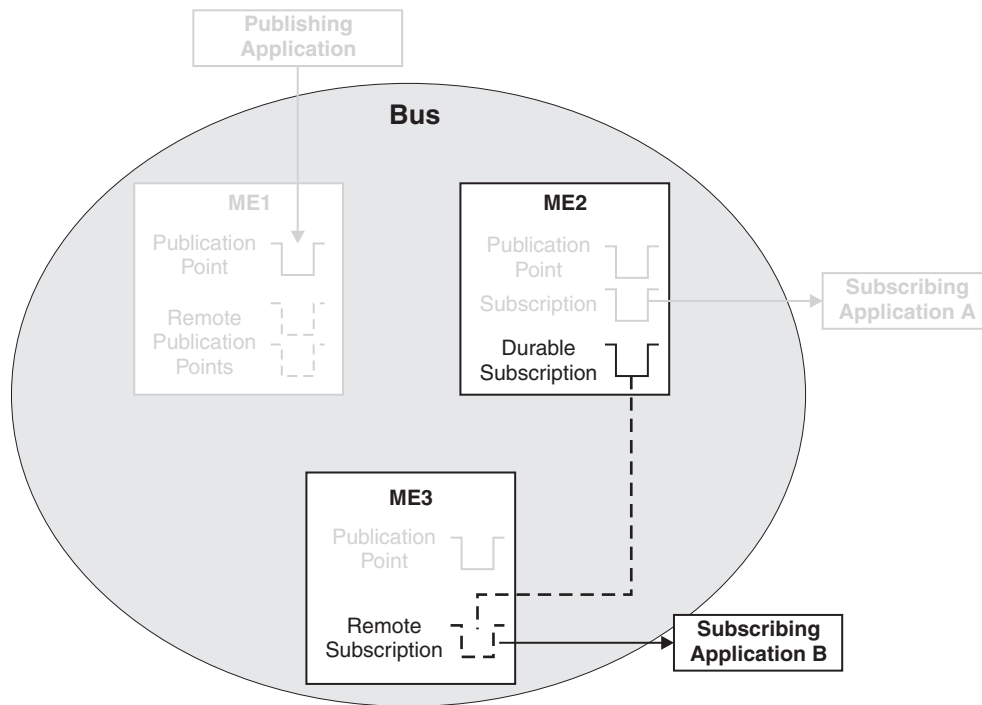 Publishing
Application
Bus
ME1
Publication
Point
Remote
Publication
Points
ME2
Publication
Point
Subscription
Durable
Subscription
Subscribing
Application A
ME3
Publication
Point
Remote
Subscription
Subscribing
Application B